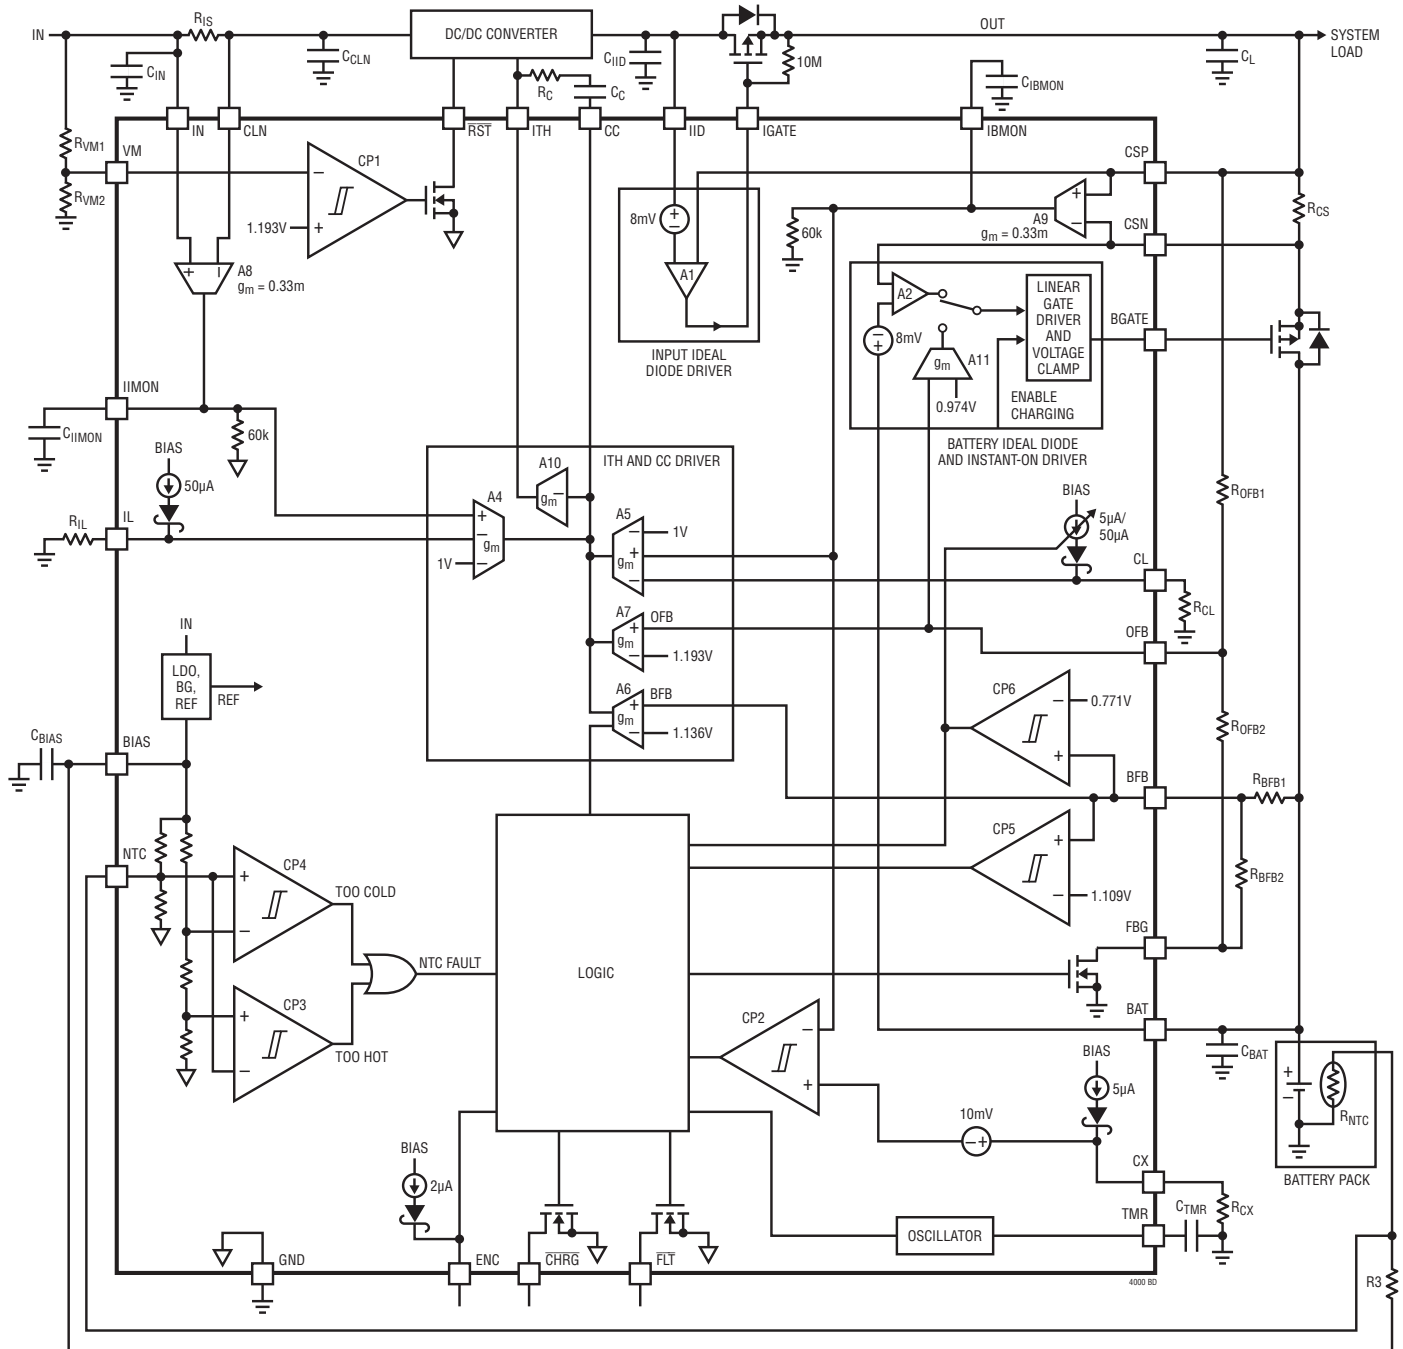 IN
RIS
DC/DC CONVERTER
OUT
SYSTEM
LOAD
CIN
CCLN
CIID
10M
CL
RC
CC
CIBMON
IN
CLN
RST
ITH
CC
IID
IGATE
IBMON
RVM1
VM
RVM2
CP1
−
+
1.193V
CSP
RCS
CSN
+
−
A9
gm = 0.33m
8mV
+
−
60k
A1
+
−
A8
gm = 0.33m
INPUT IDEAL
DIODE DRIVER
A2
−
+
8mV
LINEAR
GATE
DRIVER
AND
VOLTAGE
CLAMP
BGATE
gm
A11
0.974V
ENABLE
CHARGING
BATTERY IDEAL DIODE
AND INSTANT-ON DRIVER
IIMON
CIIMON
60k
BIAS
50µA
RIL
IL
ITH AND CC DRIVER
A10
gm
−
A4
+
−
gm
1V
−
A5
−
1V
gm
+
−
BIAS
5µA/
50µA
CL
RCL
ROFB1
A7
OFB
+
gm
−
1.193V
OFB
A6
BFB
+
gm
−
1.136V
IN
LDO,
BG,
REF
REF
CBIAS
BIAS
CP6
−
0.771V
+
ROFB2
BFB
RBFB1
RBFB2
CP5
+
−
1.109V
NTC
CP4
+
−
TOO COLD
NTC FAULT
CP3
+
−
TOO HOT
LOGIC
FBG
BAT
CBAT
CP2
−
+
BIAS
5µA
10mV
−
+
+
−
RNTC
BATTERY PACK
CX
CTMR
RCX
TMR
OSCILLATOR
BIAS
2µA
GND
ENC
CHRG
FLT
4000 BD
R3